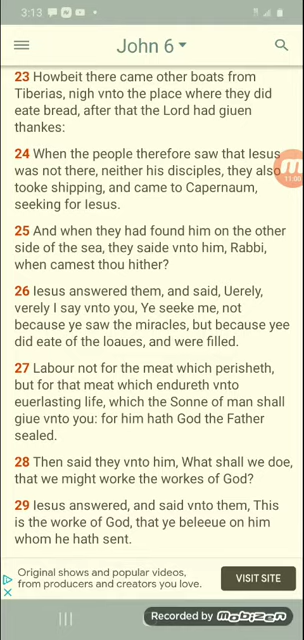 3:13
John 6
23 Howbeit there came other boats from
Tiberias, nigh vnto the place where they did
eate bread, after that the Lord had giuen
thankes:
24 When the people therefore saw that Iesus
was not there, neither his disciples, they also
tooke shipping, and came to Capernaum,
seeking for Iesus.
11:00
25 And when they had found him on the other
side of the sea, they saide vnto him, Rabbi,
when camest thou hither?
26 Iesus answered them, and said, Uerely,
verely I say vnto you, Ye seeke me, not
because ye saw the miracles, but because yee
did eate of the loaues, and were filled.
27 Labour not for the meat which perisheth,
but for that meat which endureth vnto
euerlasting life, which the Sonne of man shall
giue vnto you: for him hath God the Father
sealed.
28 Then said they vnto him, What shall we doe,
that we might worke the workes of God?
29 Iesus answered, and said vnto them, This
is the worke of God, that ye beleeue on him
whom he hath sent.
Original shows and popular videos,
from producers and creators you love.
VISIT SITE
Recorded by Mobizen